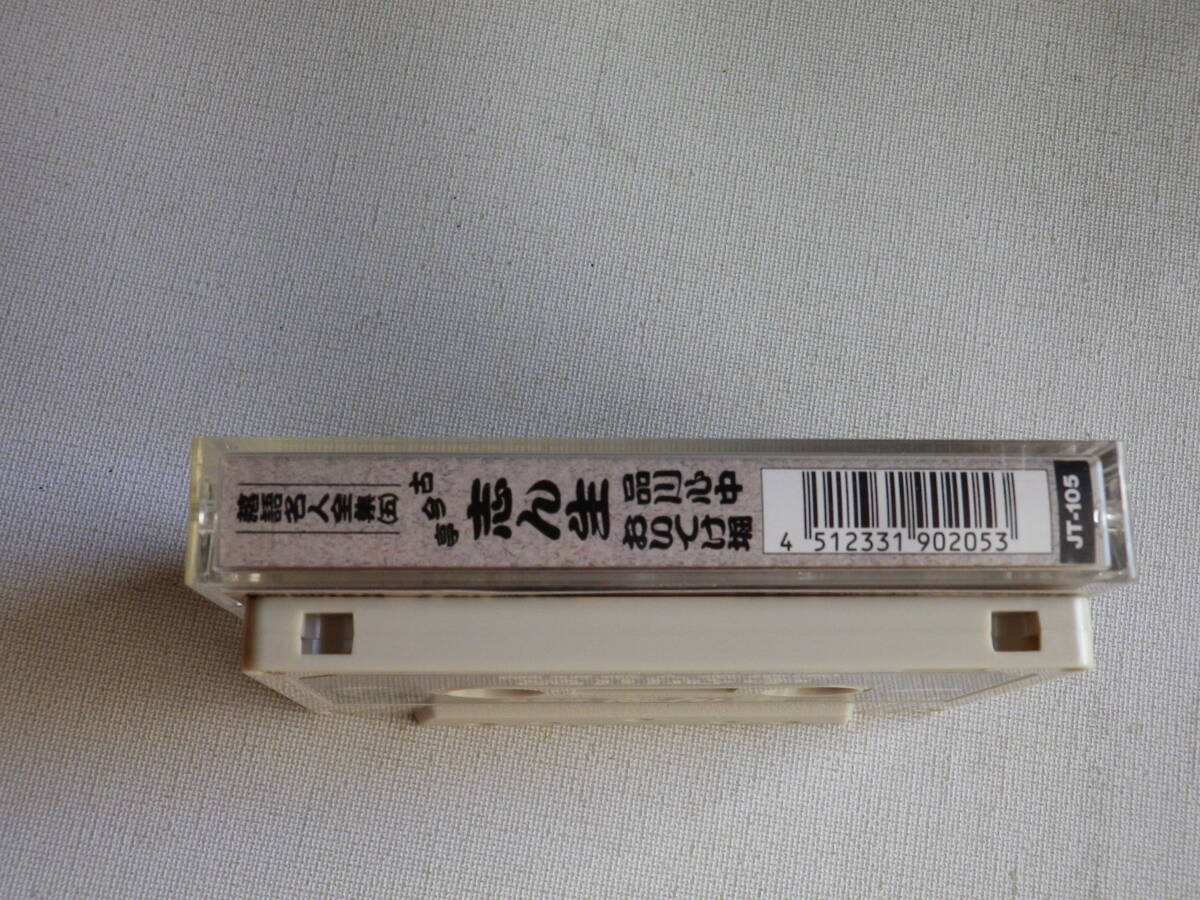 落語名人全集(五)
古今亭
志ん生
品川心中
おいてけ堀
4 512331 902053
JT-105